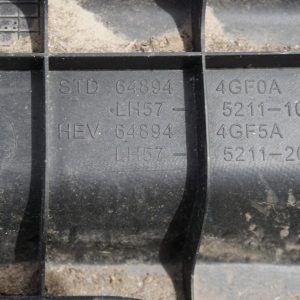 STD 64894 4GF0A
LH57- 5211-10
HEV 64894 4GF5A
LH57- 5211-20